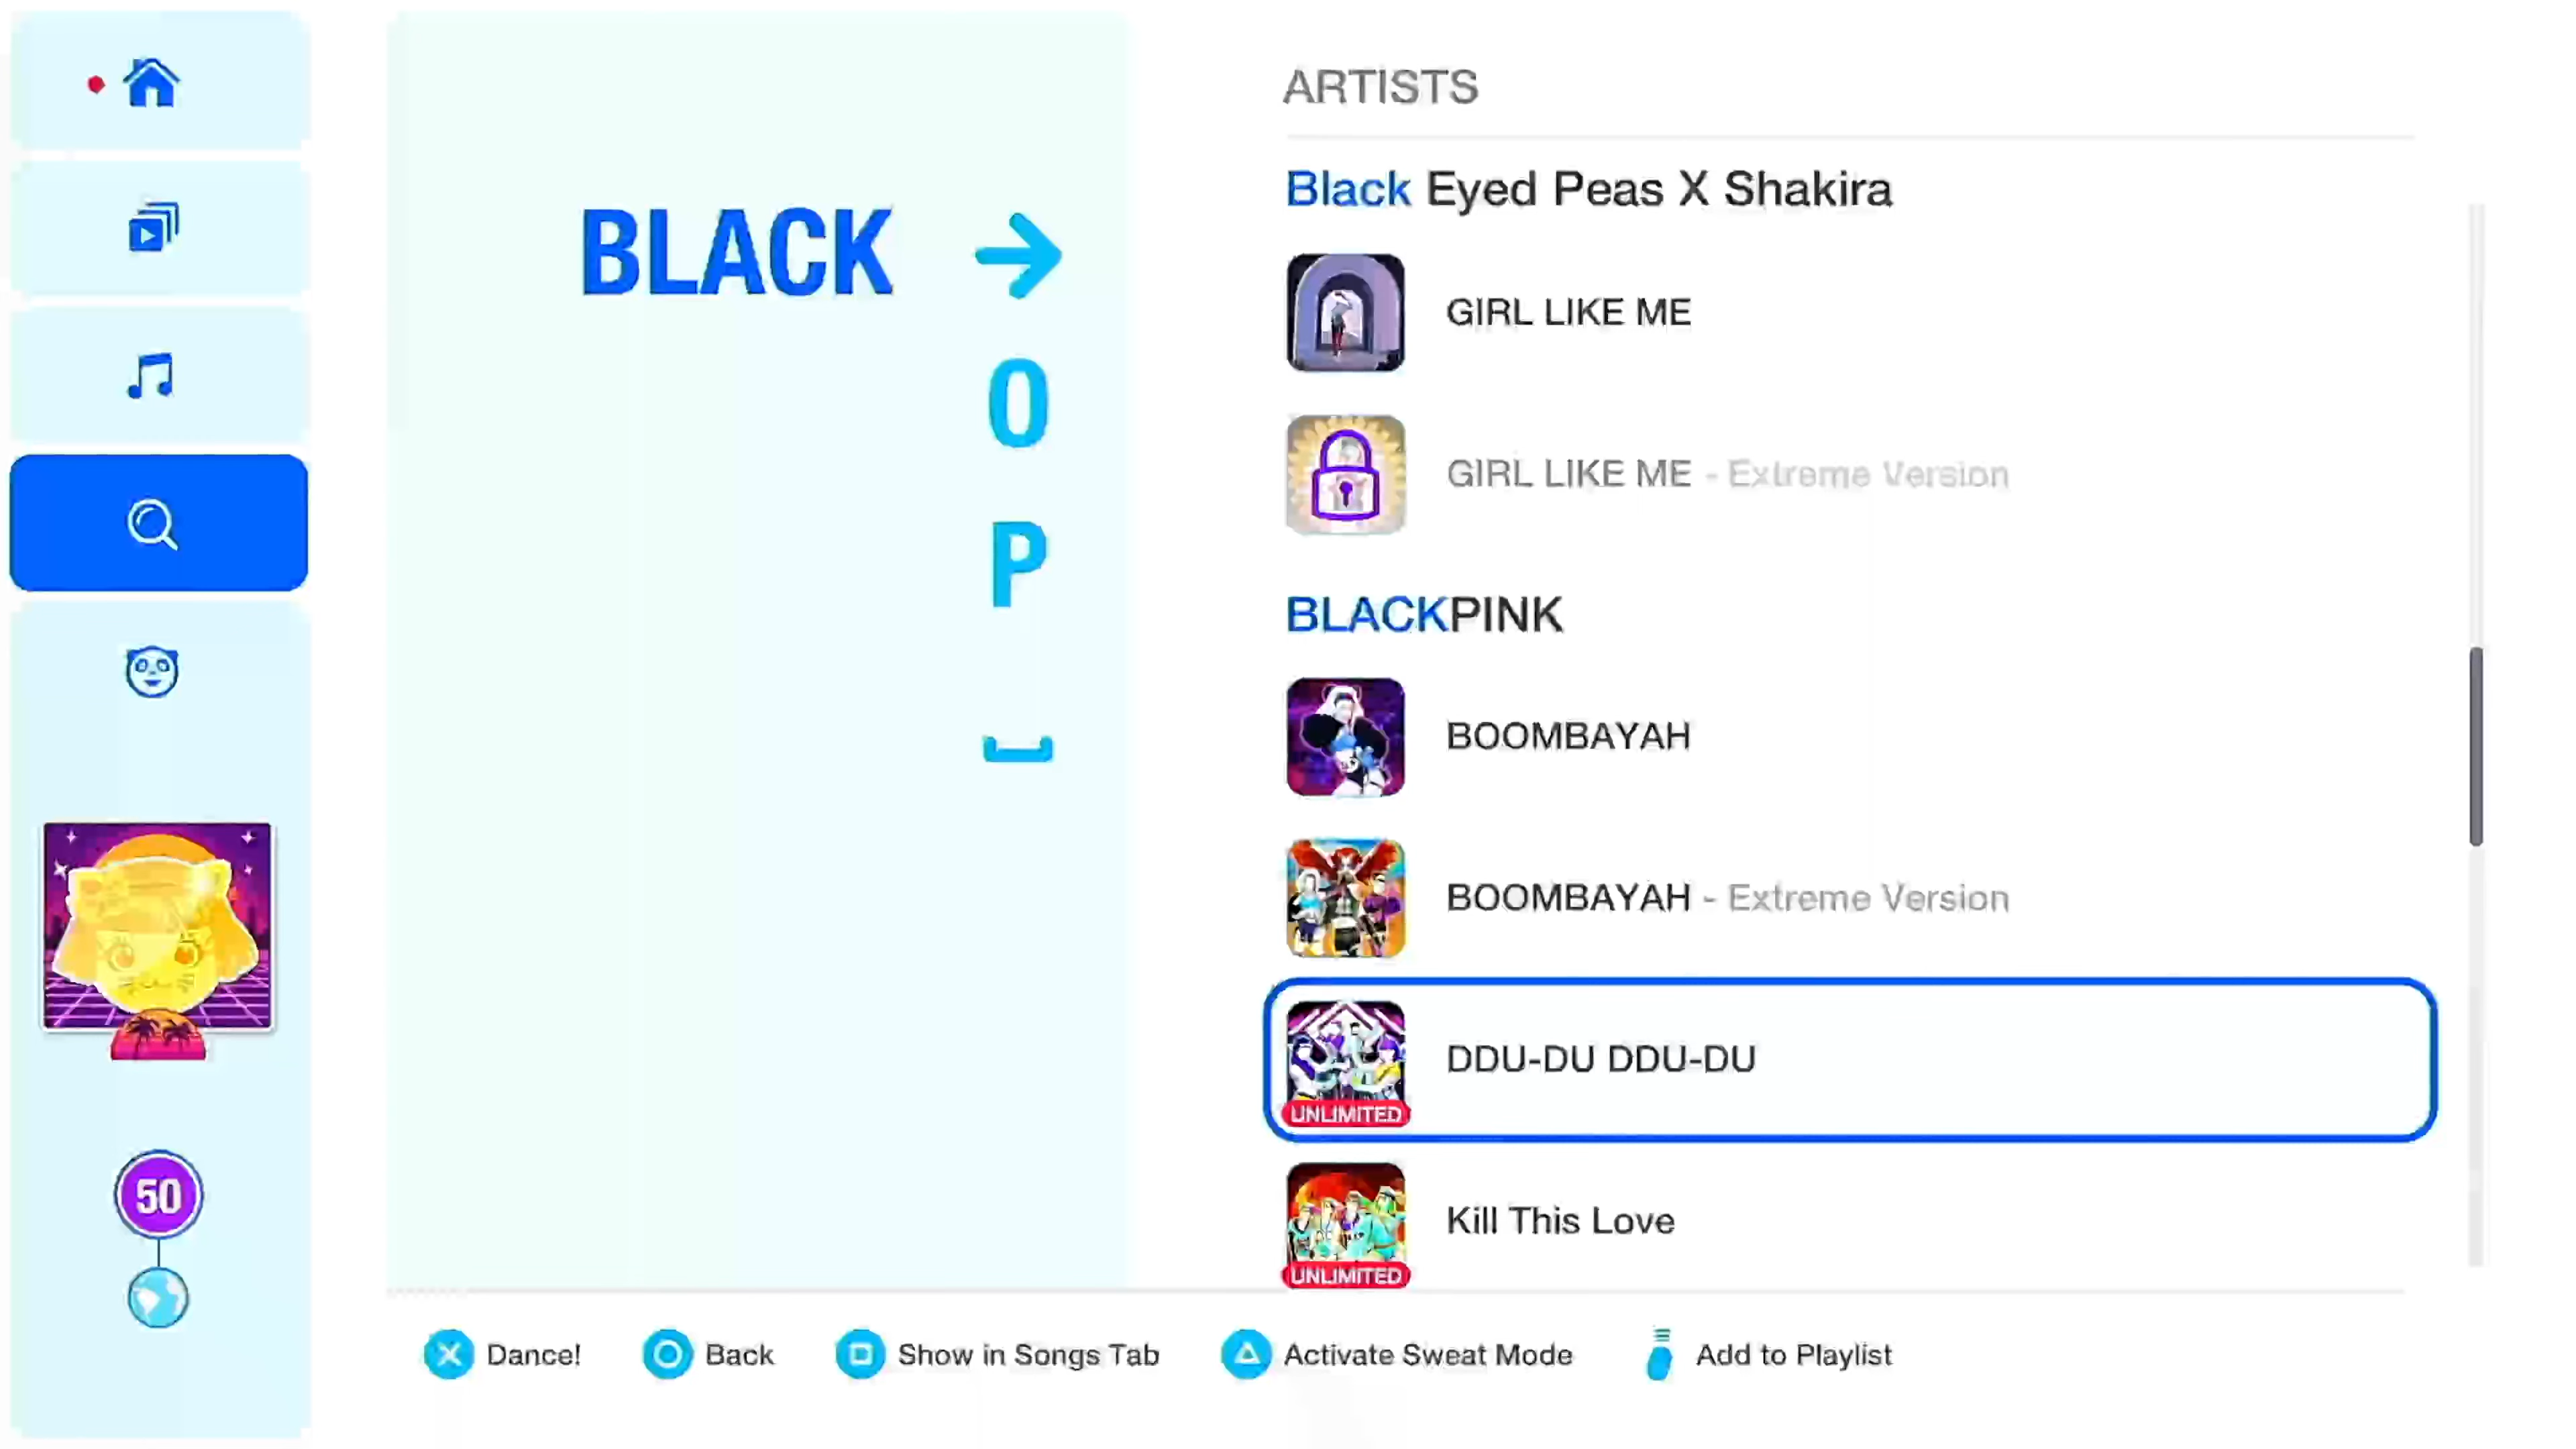 BLACK
O
P
50
ARTISTS
Black Eyed Peas X Shakira
GIRL LIKE ME
GIRL LIKE ME - Extreme Version
BLACKPINK
BOOMBAYAH
BOOMBAYAH - Extreme Version
DDU-DU DDU-DU
UNLIMITED
Kill This Love
UNLIMITED
Dance! Back Show in Songs Tab Activate Sweat Mode Add to Playlist